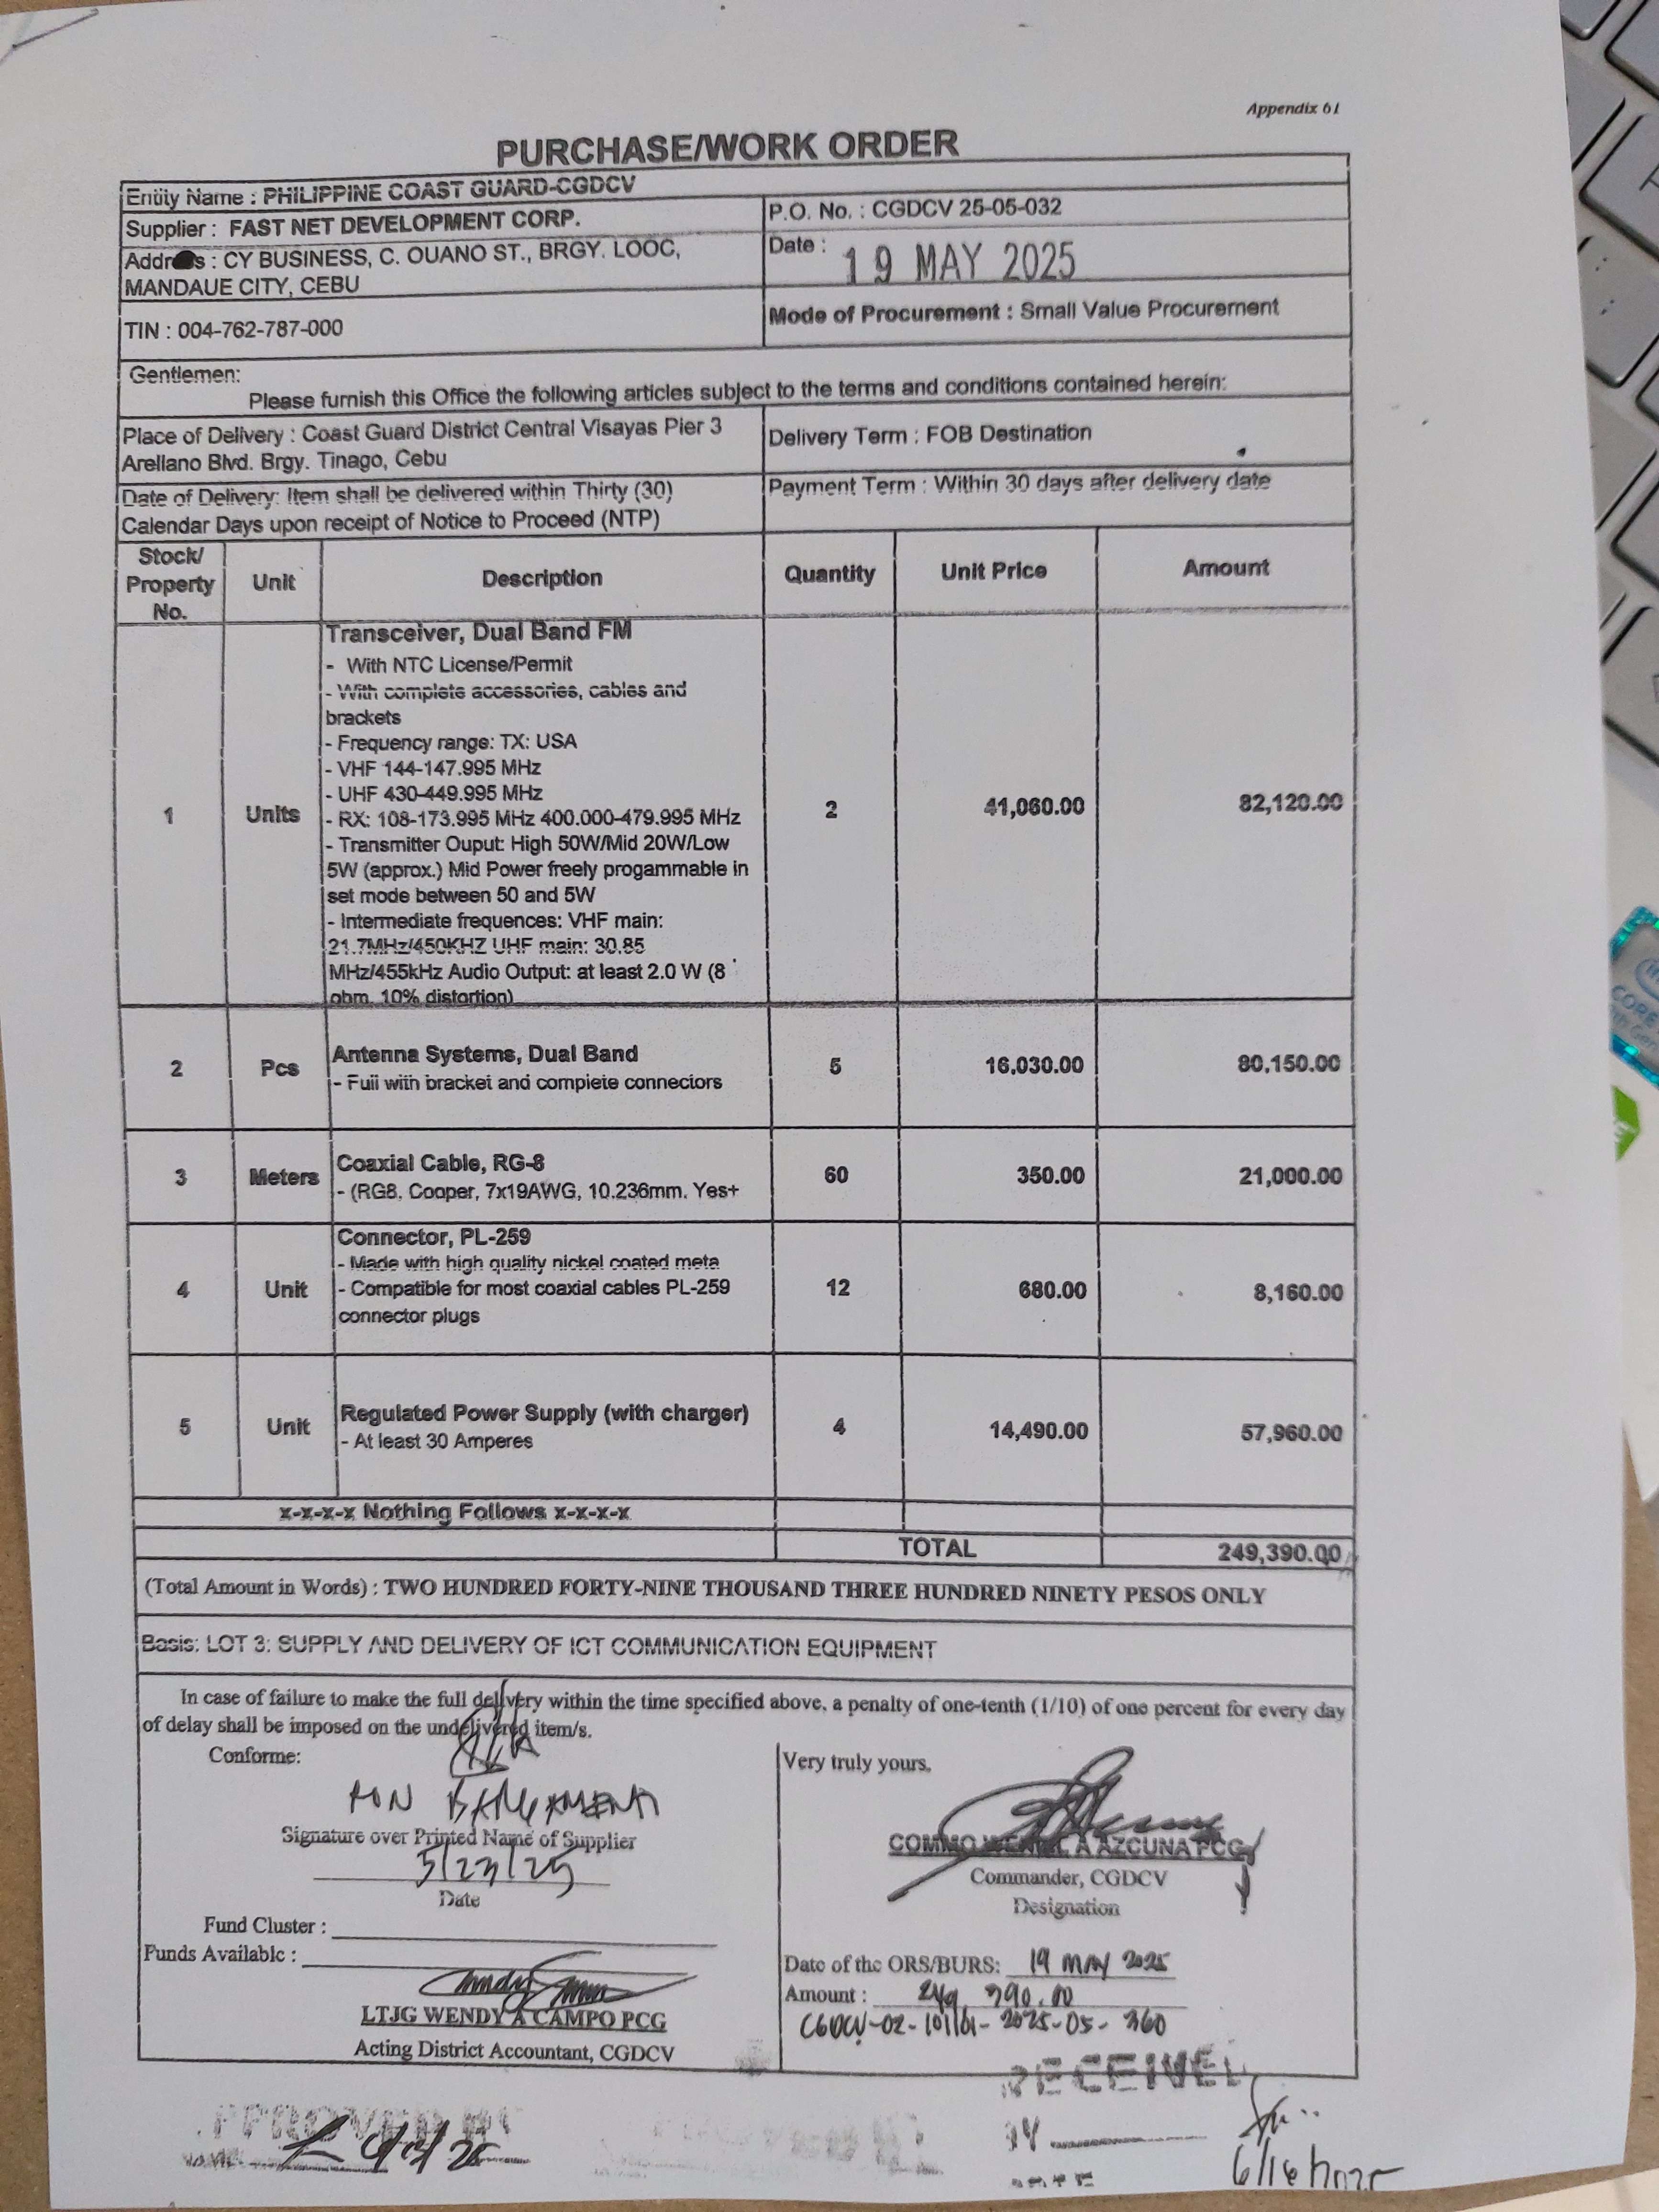 Appendix 61
PURCHASE/WORK ORDER
Entity Name : PHILIPPINE COAST GUARD-CGDCV
Supplier : FAST NET DEVELOPMENT CORP.
P.O. No. : CGDCV 25-05-032
Address : CY BUSINESS, C. OUANO ST., BRGY. LOOC,
MANDAUE CITY, CEBU
Date : 19 MAY 2025
TIN : 004-762-787-000
Mode of Procurement : Small Value Procurement
Gentlemen:
Please furnish this Office the following articles subject to the terms and conditions contained herein:
Place of Delivery : Coast Guard District Central Visayas Pier 3
Arellano Blvd. Brgy. Tinago, Cebu
Delivery Term : FOB Destination
Date of Delivery: Item shall be delivered within Thirty (30)
Calendar Days upon receipt of Notice to Proceed (NTP)
Payment Term : Within 30 days after delivery date
Stock/ Property No. Unit Description Quantity Unit Price Amount
Transceiver, Dual Band FM
- With NTC License/Permit
- With complete accessories, cables and
brackets
- Frequency range: TX: USA
- VHF 144-147.995 MHz
- UHF 430-449.995 MHz
1 Units 2 41,060.00 82,120.00
- RX: 108-173.995 MHz 400.000-479.995 MHz
- Transmitter Ouput: High 50W/Mid 20W/Low
5W (approx.) Mid Power freely progammable in
set mode between 50 and 5W
- Intermediate frequencies: VHF main:
21.7MHz/450KHZ UHF main: 30.85
MHz/455kHz Audio Output: at least 2.0 W (8
ohm, 10% distortion)
2 Pcs Antenna Systems, Dual Band 5 16,030.00 80,150.00
- Full with bracket and complete connectors
3 Meters Coaxial Cable, RG-8 60 350.00 21,000.00
- (RG8, Cooper, 7x19AWG, 10.236mm. Yes+
Connector, PL-259
- Made with high quality nickel coated meta
4 Unit - Compatible for most coaxial cables PL-259 12 680.00 8,160.00
connector plugs
5 Unit Regulated Power Supply (with charger) 4 14,490.00 57,960.00
- At least 30 Amperes
x-x-x-x Nothing Follows x-x-x-x
TOTAL 249,390.00
(Total Amount in Words) : TWO HUNDRED FORTY-NINE THOUSAND THREE HUNDRED NINETY PESOS ONLY
Basis: LOT 3: SUPPLY AND DELIVERY OF ICT COMMUNICATION EQUIPMENT
In case of failure to make the full delivery within the time specified above, a penalty of one-tenth (1/10) of one percent for every day
of delay shall be imposed on the undelivered item/s.
Conforme:
Signature over Printed Name of Supplier
5/23/25
Date
Fund Cluster :
Funds Available :
LTJG WENDY A CAMPO PCG
Acting District Accountant, CGDCV
Very truly yours,
COMMO A AZCUNA PCG
Commander, CGDCV
Designation
Date of the ORS/BURS: 19 MAY 2025
Amount : 249,390.00
CGDCV-02-101101-2025-05-360
RECEIVED
BY
DATE
6/16/2025